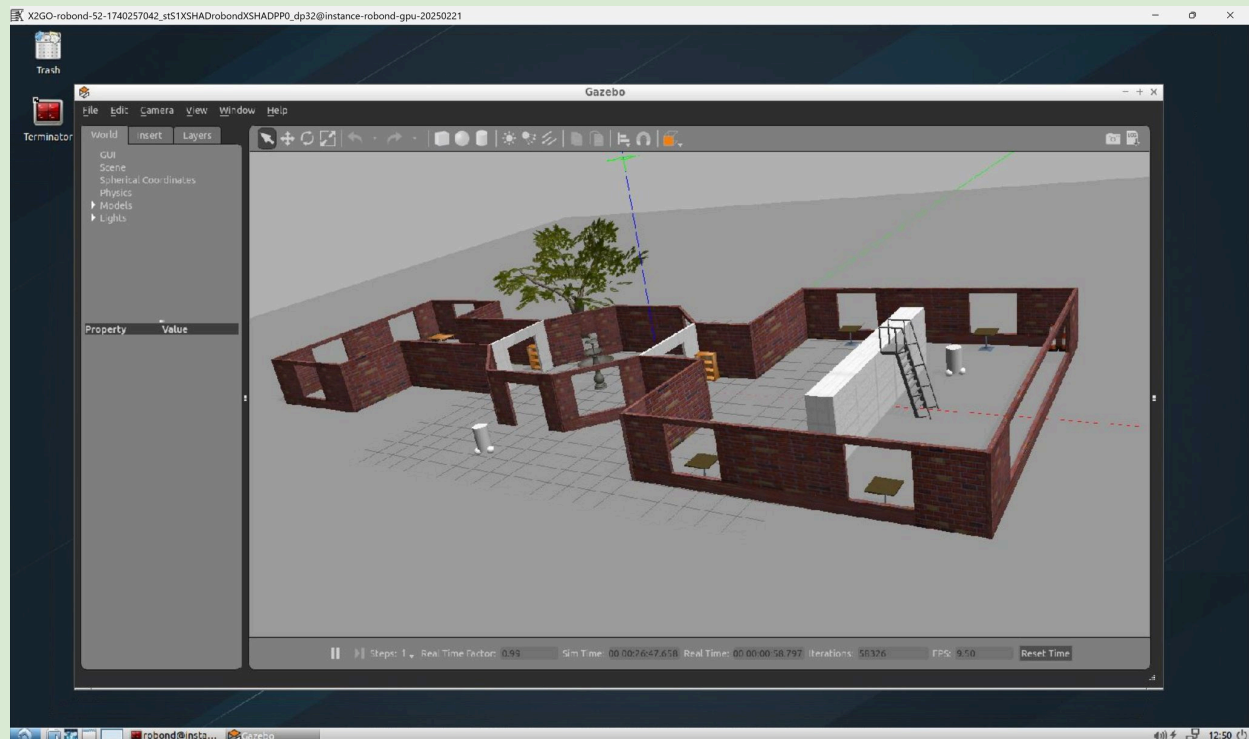 X2GO-robond-52-1740257042_stS1XSHADrobondXSHADPP0_dp32@instance-robond-gpu-20250221
Trash
Terminator
Gazebo
File Edit Camera View Window Help
World Insert Layers
GUI
Scene
Spherical Coordinates
Physics
Models
Lights
Property Value
Steps: 1 Real Time Factor: 0.99 Sim Time: 00 00:26:47.658 Real Time: 00 00:00:58.797 Iterations: 58326 FPS: 9.50 Reset Time
robond@insta... Gazebo 12:50